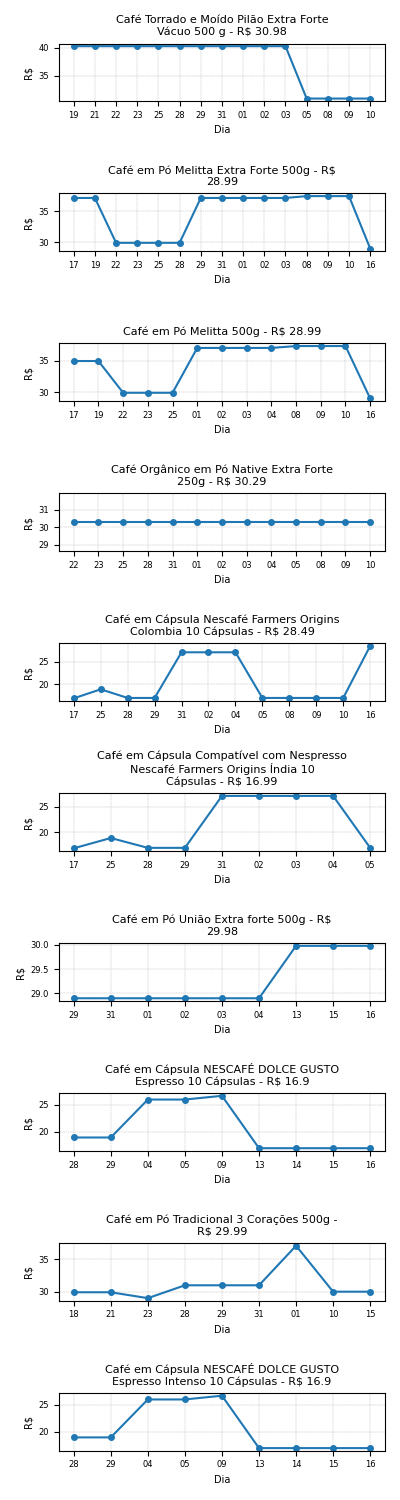 Café Torrado e Moído Pilão Extra Forte
Vácuo 500 g - R$ 30.98
40
35
R$
19 21 22 23 25 28 29 31 01 02 03 05 08 09 10
Dia
Café em Pó Melitta Extra Forte 500g - R$
28.99
35
30
R$
17 19 22 23 25 28 29 31 01 02 03 08 09 10 16
Dia
Café em Pó Melitta 500g - R$ 28.99
35
30
R$
17 19 22 23 25 01 02 03 04 08 09 10 16
Dia
Café Orgânico em Pó Native Extra Forte
250g - R$ 30.29
31
30
29
R$
22 23 25 28 31 01 02 03 04 05 08 09 10
Dia
Café em Cápsula Nescafé Farmers Origins
Colombia 10 Cápsulas - R$ 28.49
25
20
R$
17 25 28 29 31 02 04 05 08 09 10 16
Dia
Café em Cápsula Compatível com Nespresso
Nescafé Farmers Origins Índia 10
Cápsulas - R$ 16.99
25
20
R$
17 25 28 29 31 02 03 04 05
Dia
Café em Pó União Extra forte 500g - R$
29.98
30.0
29.5
29.0
R$
29 31 01 02 03 04 13 15 16
Dia
Café em Cápsula NESCAFÉ DOLCE GUSTO
Espresso 10 Cápsulas - R$ 16.9
25
20
R$
28 29 04 05 09 13 14 15 16
Dia
Café em Pó Tradicional 3 Corações 500g -
R$ 29.99
35
30
R$
18 21 23 28 29 31 01 10 15
Dia
Café em Cápsula NESCAFÉ DOLCE GUSTO
Espresso Intenso 10 Cápsulas - R$ 16.9
25
20
R$
28 29 04 05 09 13 14 15 16
Dia